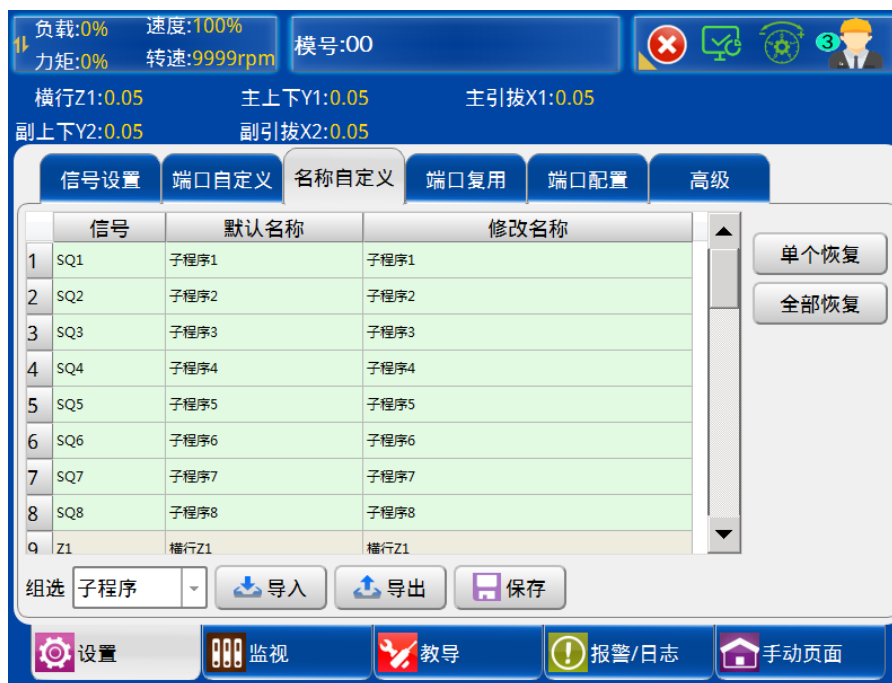 负载:0% 速度:100%
力矩:0% 转速:9999rpm
模号:00
3
横行Z1:0.05 主上下Y1:0.05 主引拔X1:0.05
副上下Y2:0.05 副引拔X2:0.05
信号设置 端口自定义 名称自定义 端口复用 端口配置 高级
信号 默认名称 修改名称
1 SQ1 子程序1 子程序1
2 SQ2 子程序2 子程序2
3 SQ3 子程序3 子程序3
4 SQ4 子程序4 子程序4
5 SQ5 子程序5 子程序5
6 SQ6 子程序6 子程序6
7 SQ7 子程序7 子程序7
8 SQ8 子程序8 子程序8
9 Z1 横行Z1 横行Z1
单个恢复
全部恢复
组选 子程序 导入 导出 保存
设置 监视 教导 报警/日志 手动页面